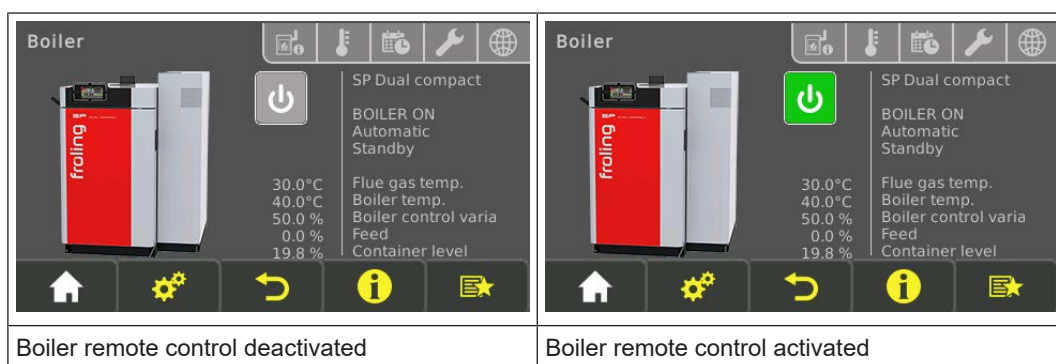 Boiler
SP Dual compact
BOILER ON
Automatic
Standby
30.0°C Flue gas temp.
40.0°C Boiler temp.
50.0 % Boiler control varia
0.0 % Feed
19.8 % Container level
SP
froling
Boiler remote control deactivated
Boiler
SP Dual compact
BOILER ON
Automatic
Standby
30.0°C Flue gas temp.
40.0°C Boiler temp.
50.0 % Boiler control varia
0.0 % Feed
19.8 % Container level
SP
froling
Boiler remote control activated